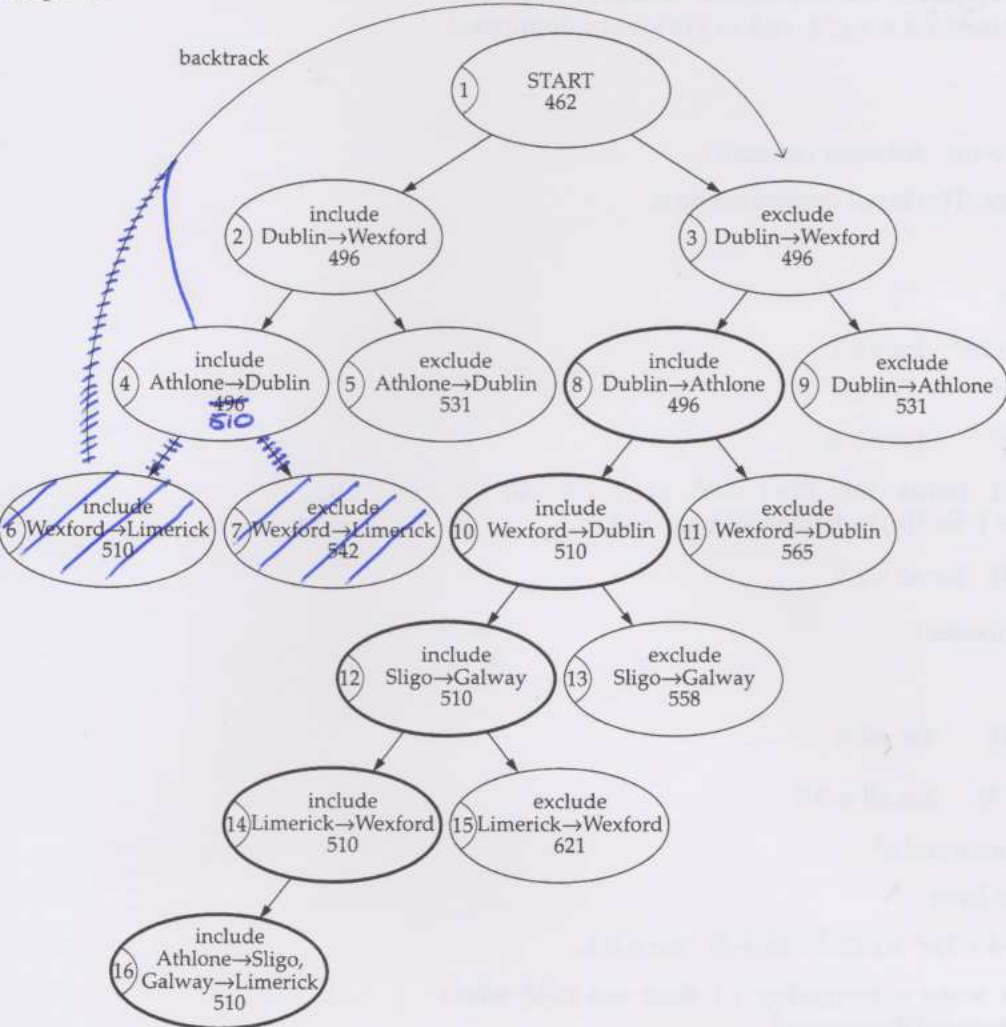 backtrack
1
START
462
2
include
Dublin→Wexford
496
3
exclude
Dublin→Wexford
496
4
include
Athlone→Dublin
496
510
5
exclude
Athlone→Dublin
531
8
include
Dublin→Athlone
496
9
exclude
Dublin→Athlone
531
6
include
Wexford→Limerick
510
7
exclude
Wexford→Limerick
542
10
include
Wexford→Dublin
510
11
exclude
Wexford→Dublin
565
12
include
Sligo→Galway
510
13
exclude
Sligo→Galway
558
14
include
Limerick→Wexford
510
15
exclude
Limerick→Wexford
621
16
include
Athlone→Sligo,
Galway→Limerick
510